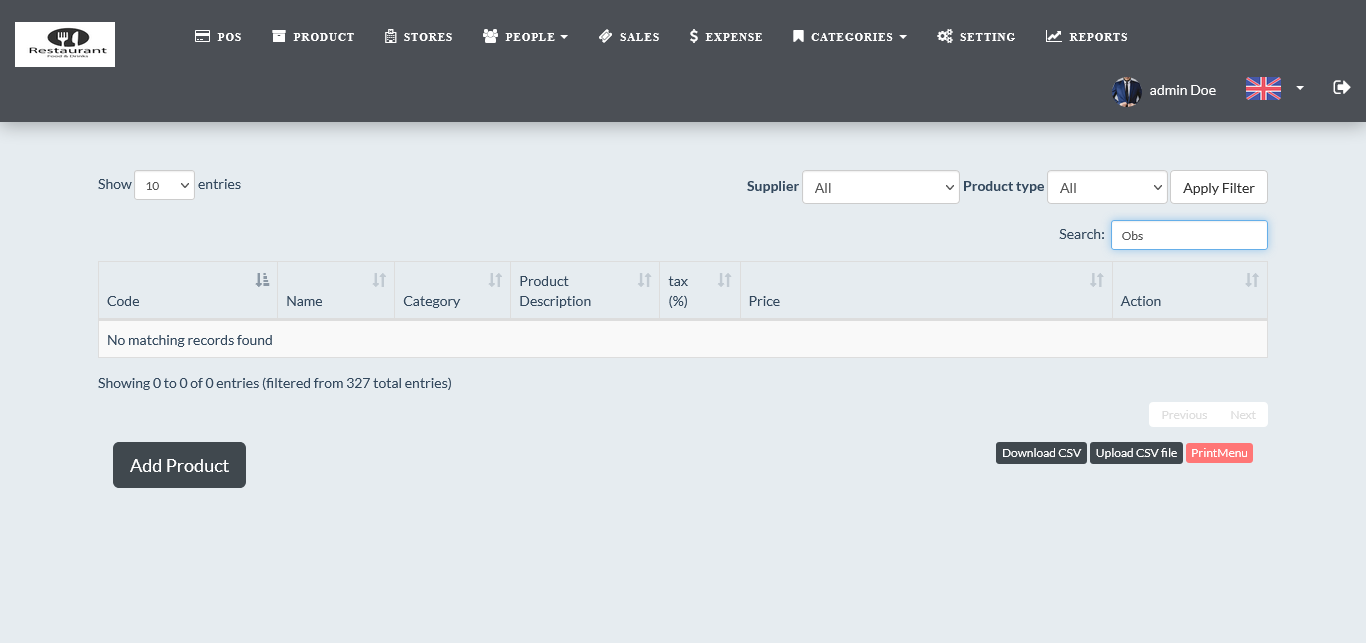 Restaurant
Food & Drinks
POS PRODUCT STORES PEOPLE SALES EXPENSE CATEGORIES SETTING REPORTS
admin Doe
Show 10 entries
Supplier All Product type All Apply Filter
Search: Obs
Code Name Category Product Description tax (%) Price Action
No matching records found
Showing 0 to 0 of 0 entries (filtered from 327 total entries)
Previous Next
Add Product
Download CSV Upload CSV file PrintMenu